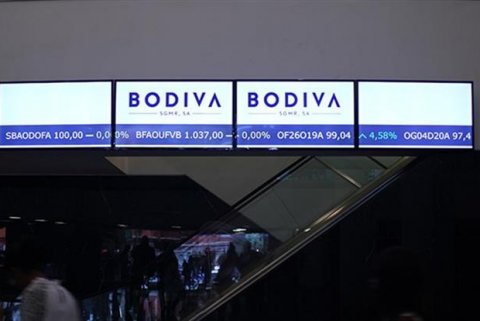 BODIVA
SGMR, SA
BODIVA
SGMR, SA
SBAODOFA 100,00 — 0,00% BFAOUFVB 1.037,00 — 0,00% OF26O19A 99,04 ^ 4,58% OG04D20A 97,4